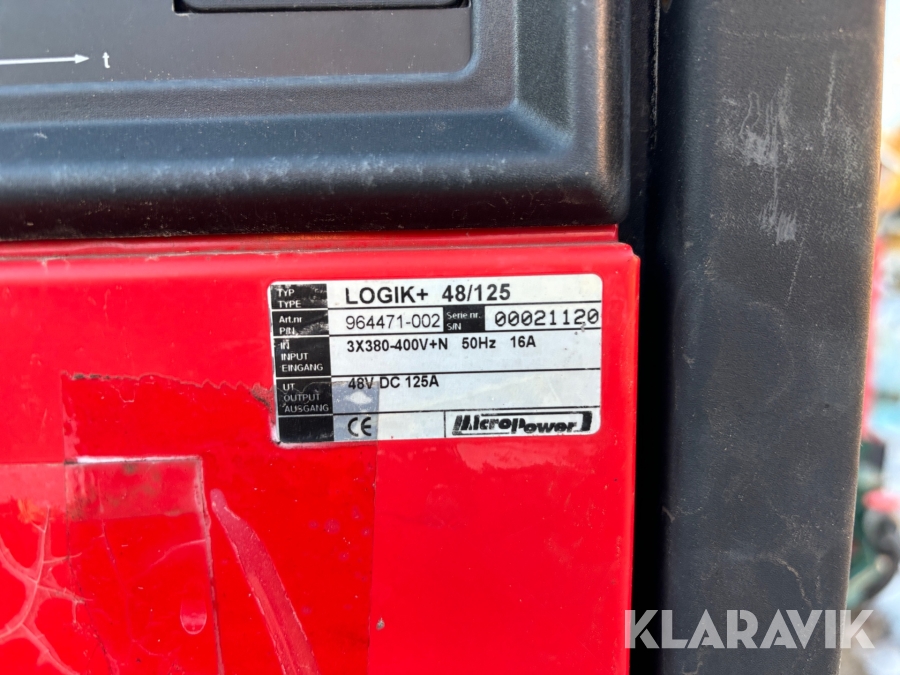 t
TYP
TYPE
LOGIK+ 48/125
Art.nr
P/N
964471-002
Serie.nr.
S/N
00021120
IN
INPUT
EINGANG
3X380-400V+N 50Hz 16A
UT
OUTPUT
AUSGANG
48V DC 125A
CE
MicroPower
KLARAVIK